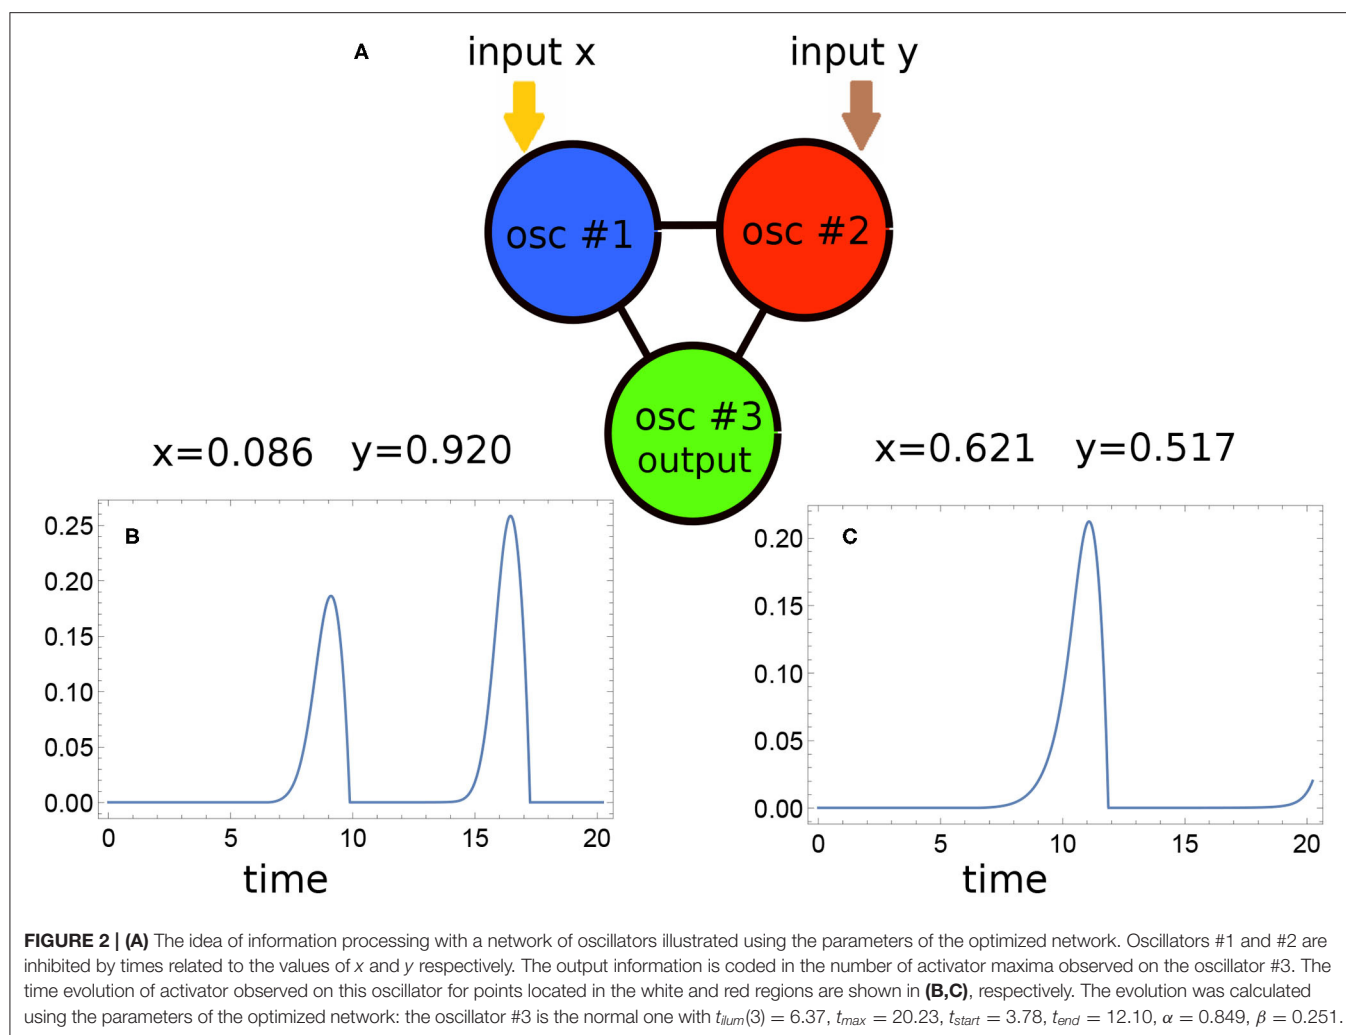 A
input x
input y
osc #1
osc #2
osc #3
output
x=0.086 y=0.920
x=0.621 y=0.517
B
0.25
0.20
0.15
0.10
0.05
0.00
0 5 10 15 20
time
C
0.20
0.15
0.10
0.05
0.00
0 5 10 15 20
time
FIGURE 2 | (A) The idea of information processing with a network of oscillators illustrated using the parameters of the optimized network. Oscillators #1 and #2 are
inhibited by times related to the values of x and y respectively. The output information is coded in the number of activator maxima observed on the oscillator #3. The
time evolution of activator observed on this oscillator for points located in the white and red regions are shown in (B,C), respectively. The evolution was calculated
using the parameters of the optimized network: the oscillator #3 is the normal one with tilum(3) = 6.37, tmax = 20.23, tstart = 3.78, tend = 12.10, α = 0.849, β = 0.251.